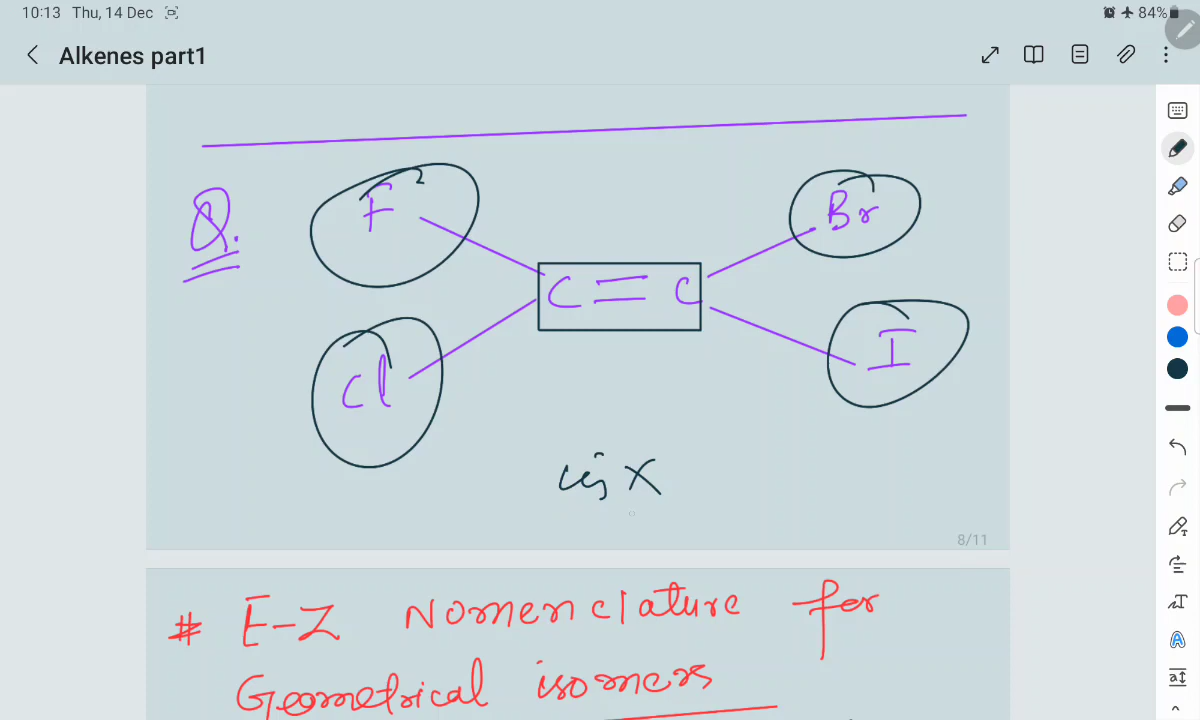 10:13 Thu, 14 Dec 84%
Alkenes part1
Q. F Br
C = C
Cl I
cis X
8/11
# E-Z Nomenclature for
Geometrical isomers